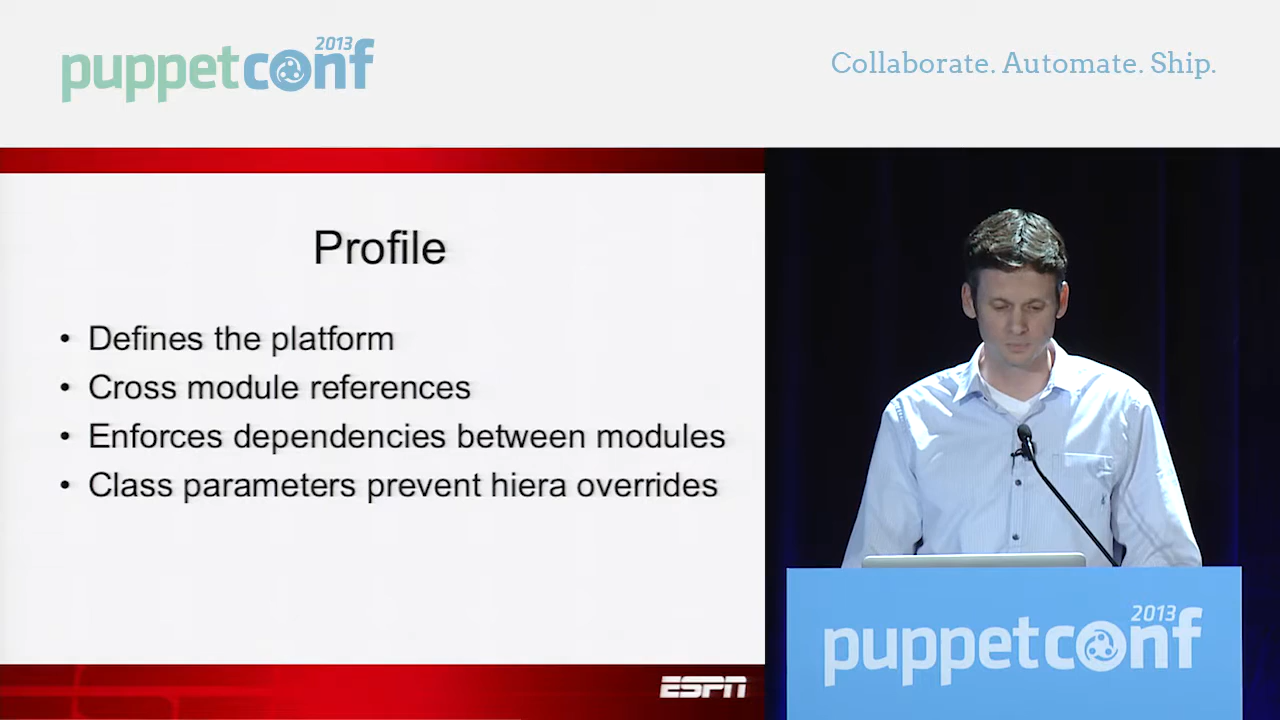 puppetconf 2013
Collaborate. Automate. Ship.
Profile
• Defines the platform
• Cross module references
• Enforces dependencies between modules
• Class parameters prevent hiera overrides
ESPN
puppetconf 2013